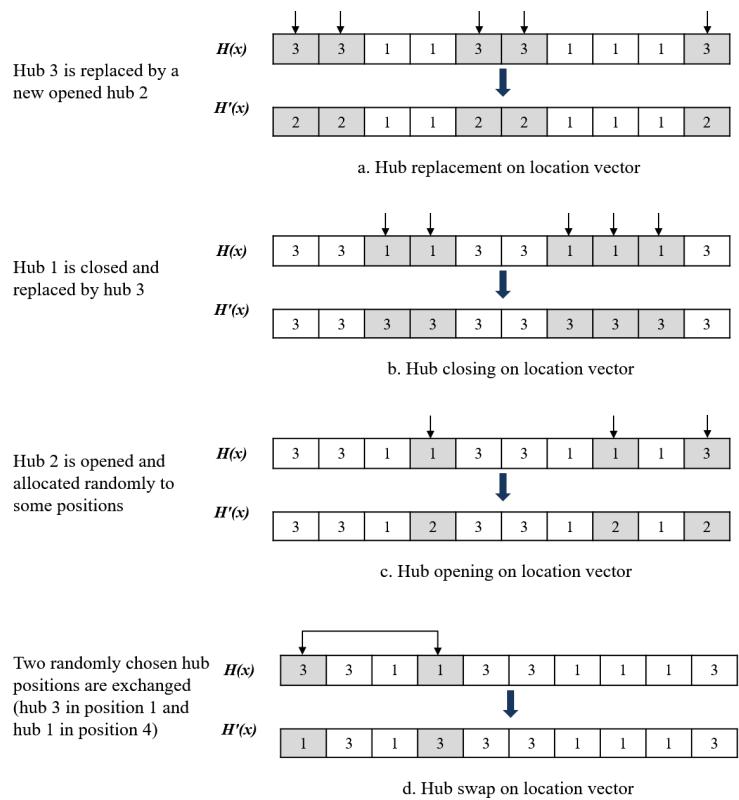 H(x) 3 3 1 1 3 3 1 1 1 3
Hub 3 is replaced by a
new opened hub 2
H'(x) 2 2 1 1 2 2 1 1 1 2
a. Hub replacement on location vector
H(x) 3 3 1 1 3 3 1 1 1 3
Hub 1 is closed and
replaced by hub 3
H'(x) 3 3 3 3 3 3 3 3 3 3
b. Hub closing on location vector
H(x) 3 3 1 1 3 3 1 1 1 3
Hub 2 is opened and
allocated randomly to
some positions
H'(x) 3 3 1 2 3 3 1 2 1 2
c. Hub opening on location vector
Two randomly chosen hub
positions are exchanged
(hub 3 in position 1 and
hub 1 in position 4)
H(x) 3 3 1 1 3 3 1 1 1 3
H'(x) 1 3 1 3 3 3 1 1 1 3
d. Hub swap on location vector